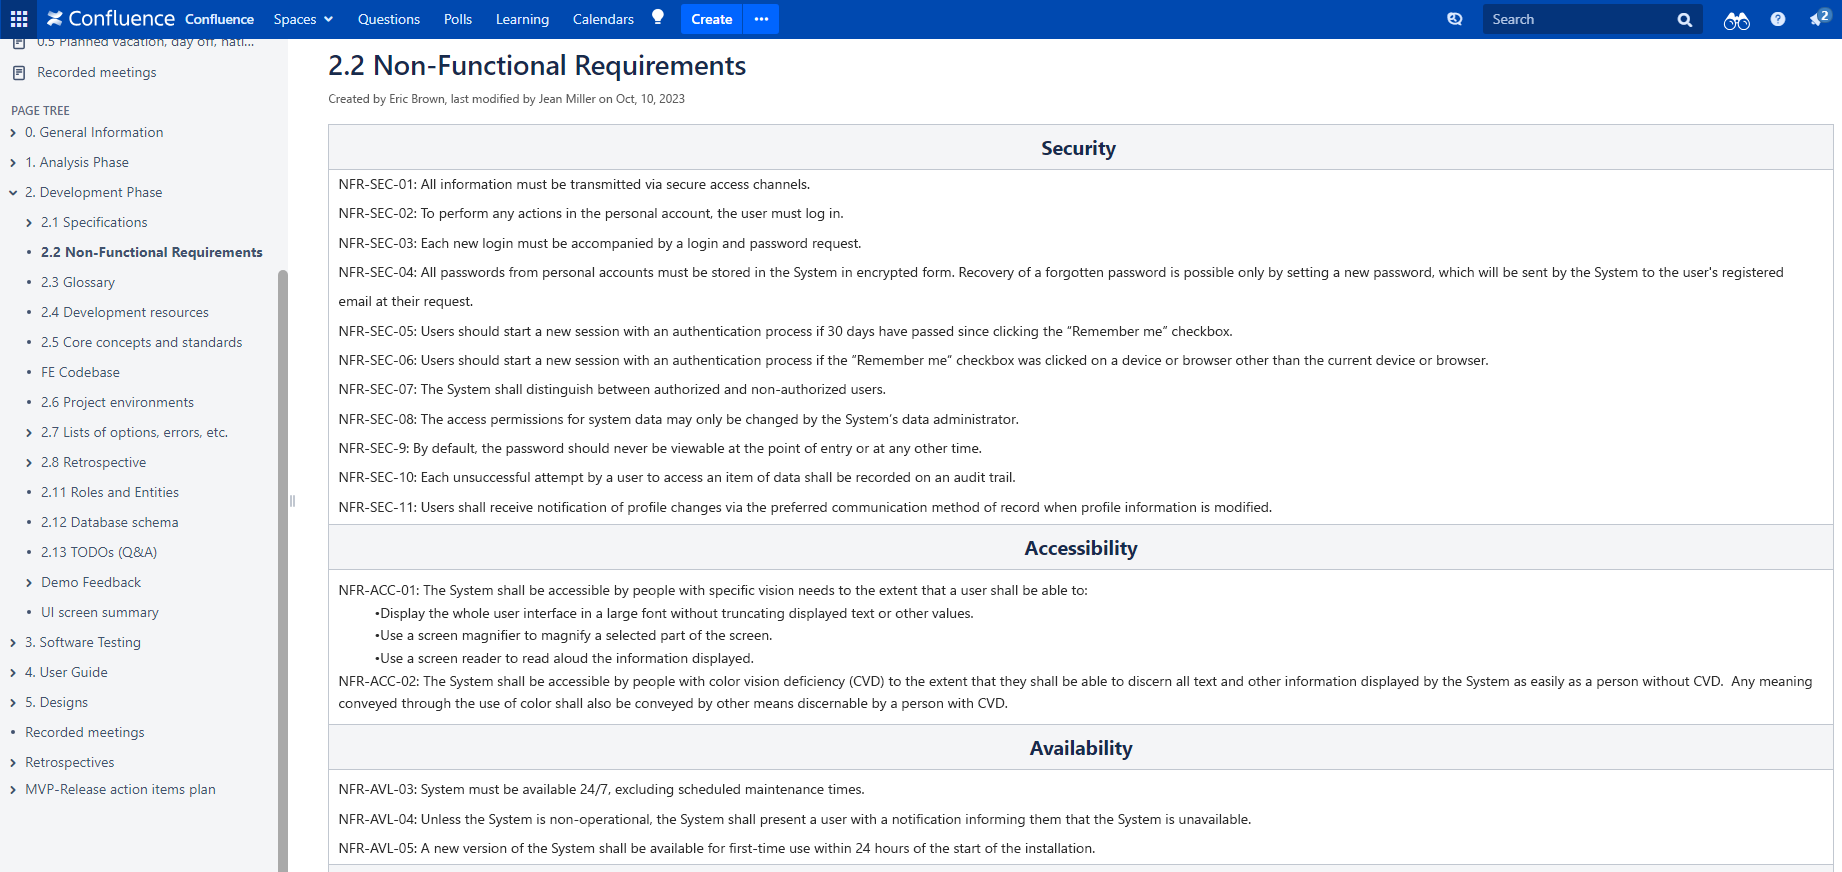 Confluence Confluence Spaces Questions Polls Learning Calendars Create ••• Search 2
0.5 Planned vacation, day off, nati...
Recorded meetings
PAGE TREE
0. General Information
1. Analysis Phase
2. Development Phase
2.1 Specifications
2.2 Non-Functional Requirements
2.3 Glossary
2.4 Development resources
2.5 Core concepts and standards
FE Codebase
2.6 Project environments
2.7 Lists of options, errors, etc.
2.8 Retrospective
2.11 Roles and Entities
2.12 Database schema
2.13 TODOs (Q&A)
Demo Feedback
UI screen summary
3. Software Testing
4. User Guide
5. Designs
Recorded meetings
Retrospectives
MVP-Release action items plan
2.2 Non-Functional Requirements
Created by Eric Brown, last modified by Jean Miller on Oct, 10, 2023
Security
NFR-SEC-01: All information must be transmitted via secure access channels.
NFR-SEC-02: To perform any actions in the personal account, the user must log in.
NFR-SEC-03: Each new login must be accompanied by a login and password request.
NFR-SEC-04: All passwords from personal accounts must be stored in the System in encrypted form. Recovery of a forgotten password is possible only by setting a new password, which will be sent by the System to the user's registered
email at their request.
NFR-SEC-05: Users should start a new session with an authentication process if 30 days have passed since clicking the “Remember me” checkbox.
NFR-SEC-06: Users should start a new session with an authentication process if the “Remember me” checkbox was clicked on a device or browser other than the current device or browser.
NFR-SEC-07: The System shall distinguish between authorized and non-authorized users.
NFR-SEC-08: The access permissions for system data may only be changed by the System’s data administrator.
NFR-SEC-9: By default, the password should never be viewable at the point of entry or at any other time.
NFR-SEC-10: Each unsuccessful attempt by a user to access an item of data shall be recorded on an audit trail.
NFR-SEC-11: Users shall receive notification of profile changes via the preferred communication method of record when profile information is modified.
Accessibility
NFR-ACC-01: The System shall be accessible by people with specific vision needs to the extent that a user shall be able to:
•Display the whole user interface in a large font without truncating displayed text or other values.
•Use a screen magnifier to magnify a selected part of the screen.
•Use a screen reader to read aloud the information displayed.
NFR-ACC-02: The System shall be accessible by people with color vision deficiency (CVD) to the extent that they shall be able to discern all text and other information displayed by the System as easily as a person without CVD. Any meaning
conveyed through the use of color shall also be conveyed by other means discernable by a person with CVD.
Availability
NFR-AVL-03: System must be available 24/7, excluding scheduled maintenance times.
NFR-AVL-04: Unless the System is non-operational, the System shall present a user with a notification informing them that the System is unavailable.
NFR-AVL-05: A new version of the System shall be available for first-time use within 24 hours of the start of the installation.